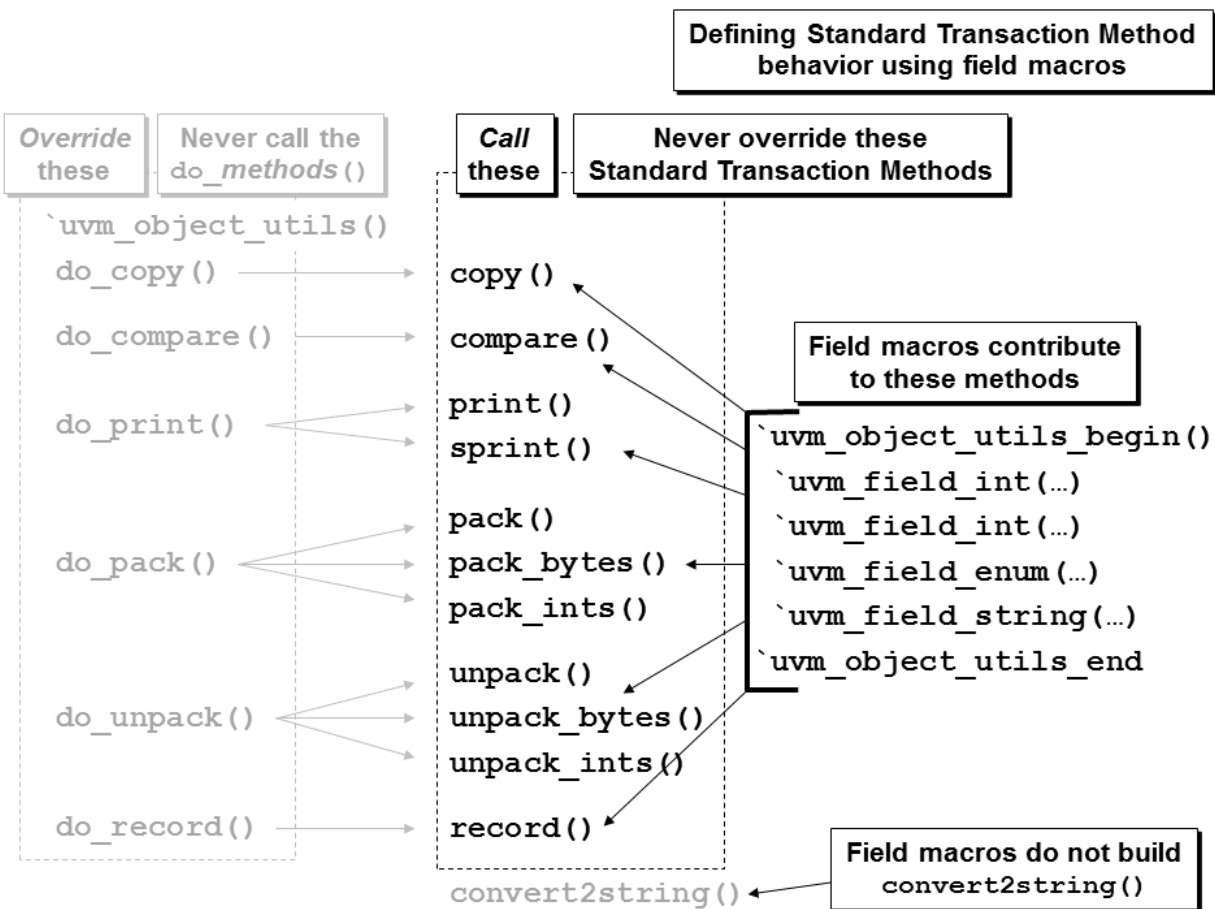 Defining Standard Transaction Method
behavior using field macros
Override
these
Never call the
do_methods()
Call
these
Never override these
Standard Transaction Methods
`uvm_object_utils()
do_copy()
do_compare()
do_print()
do_pack()
do_unpack()
do_record()
copy()
compare()
print()
sprint()
pack()
pack_bytes()
pack_ints()
unpack()
unpack_bytes()
unpack_ints()
record()
convert2string()
Field macros contribute
to these methods
`uvm_object_utils_begin()
`uvm_field_int(…)
`uvm_field_int(…)
`uvm_field_enum(…)
`uvm_field_string(…)
`uvm_object_utils_end
Field macros do not build
convert2string()